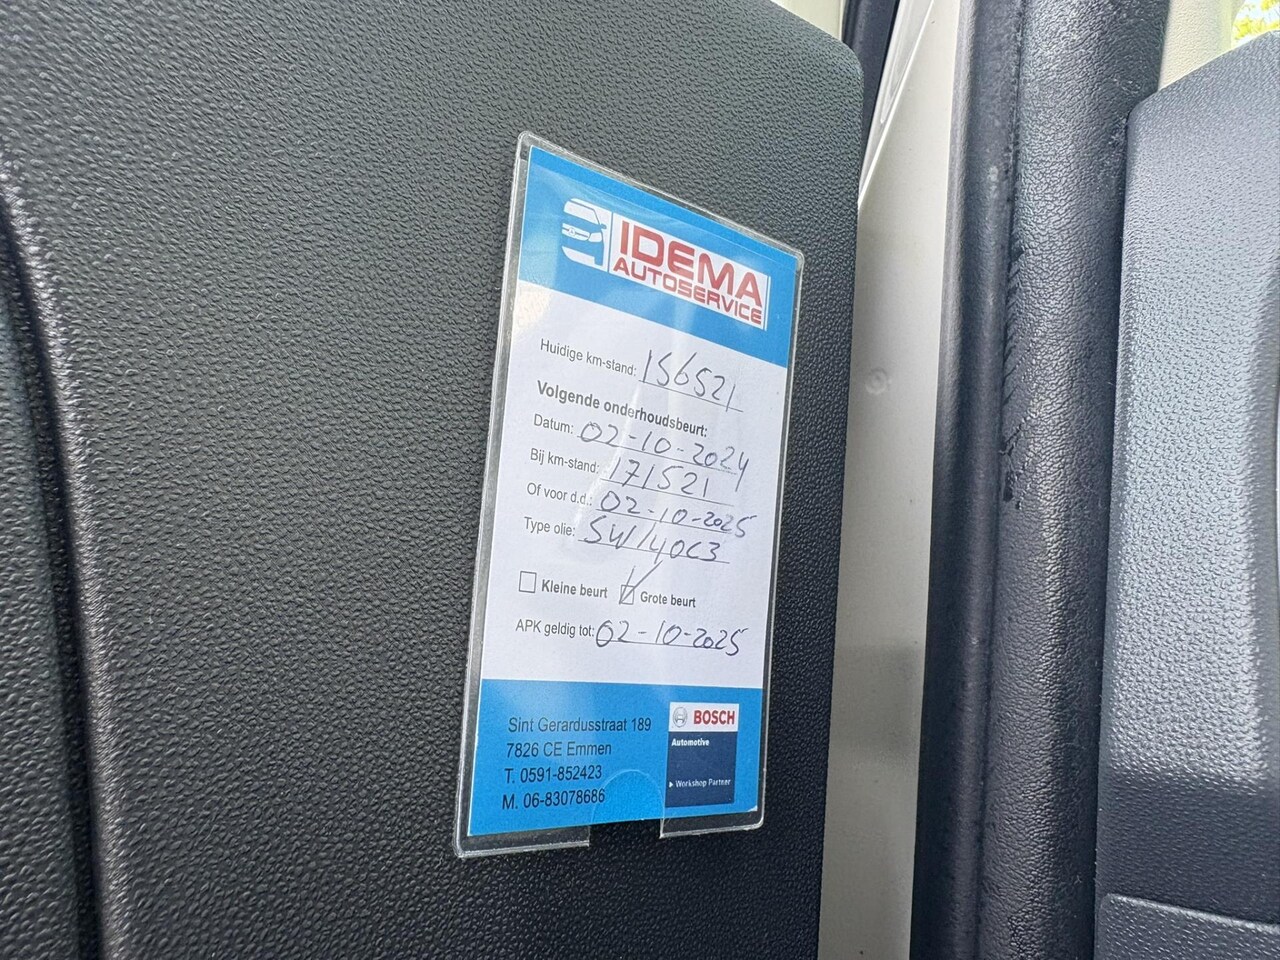 IDEMA
AUTOSERVICE
Huidige km-stand: 156521
Volgende onderhoudsbeurt:
Datum: 02-10-2024
Bij km-stand: 171521
Of voor d.d.: 02-10-2025
Type olie: 5W/40C3
Kleine beurt Grote beurt
APK geldig tot: 02-10-2025
Sint Gerardusstraat 189
7826 CE Emmen
T. 0591-852423
M. 06-83078686
BOSCH
Automotive
Workshop Partner